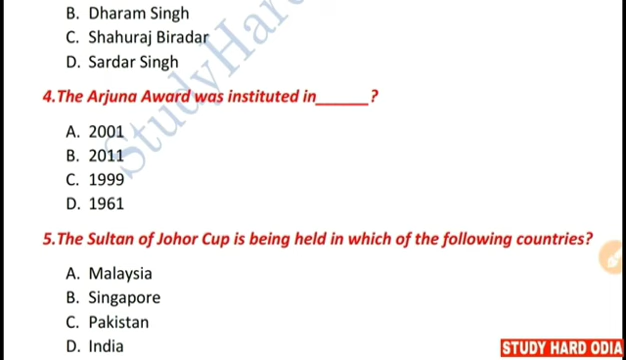 B. Dharam Singh
C. Shahuraj Biradar
D. Sardar Singh
4.The Arjuna Award was instituted in______?
A. 2001
B. 2011
C. 1999
D. 1961
5.The Sultan of Johor Cup is being held in which of the following countries?
A. Malaysia
B. Singapore
C. Pakistan
D. India
StudyHar
STUDY HARD ODIA